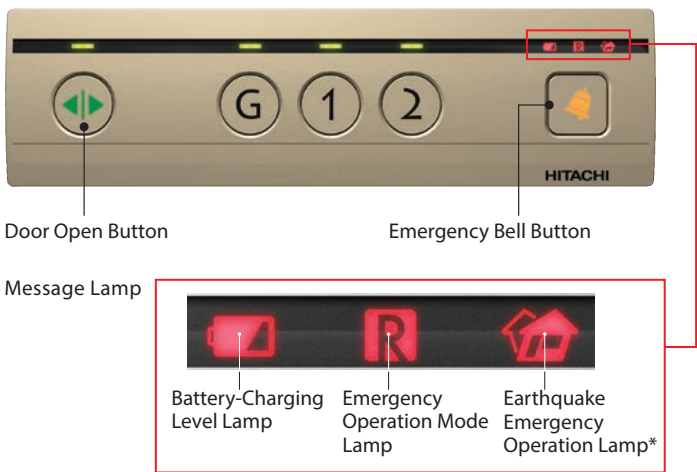 G 1 2
HITACHI
Door Open Button
Emergency Bell Button
Message Lamp
R
Battery-Charging
Level Lamp
Emergency
Operation Mode
Lamp
Earthquake
Emergency
Operation Lamp*